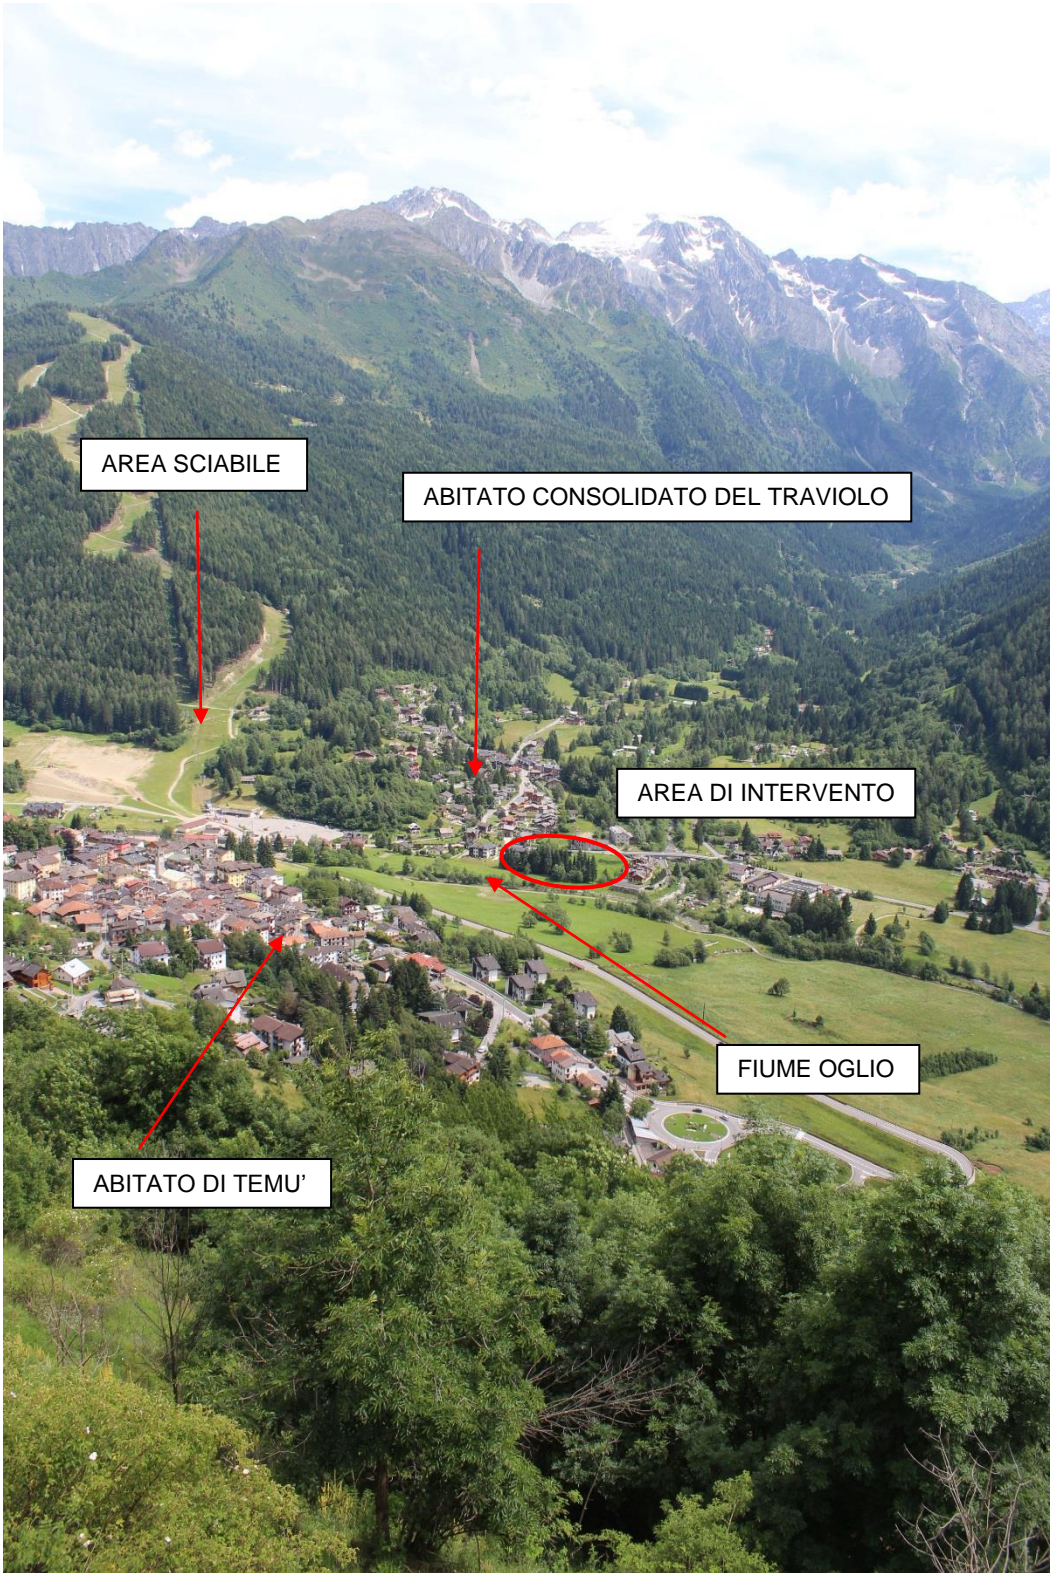 AREA SCIABILE
ABITATO CONSOLIDATO DEL TRAVIOLO
AREA DI INTERVENTO
FIUME OGLIO
ABITATO DI TEMU'